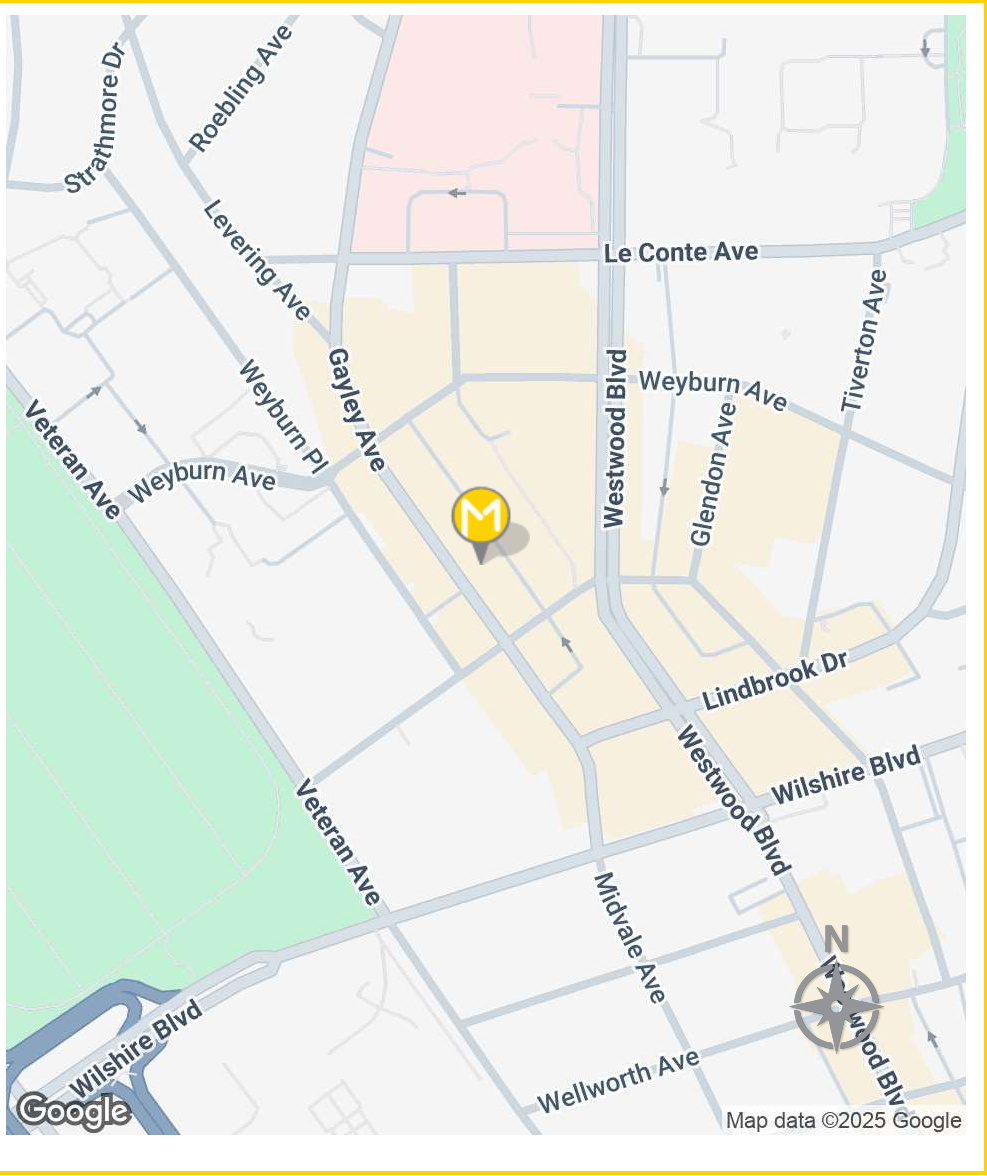 Strathmore Dr
Roebling Ave
Levering Ave
Le Conte Ave
Tiverton Ave
Gayley Ave
Weyburn Pl
Westwood Blvd
Weyburn Ave
Glendon Ave
Veteran Ave
Weyburn Ave
M
Lindbrook Dr
Westwood Blvd
Wilshire Blvd
Veteran Ave
Midvale Ave
N
Westwood Blvd
Wilshire Blvd
Wellworth Ave
Google
Map data ©2025 Google